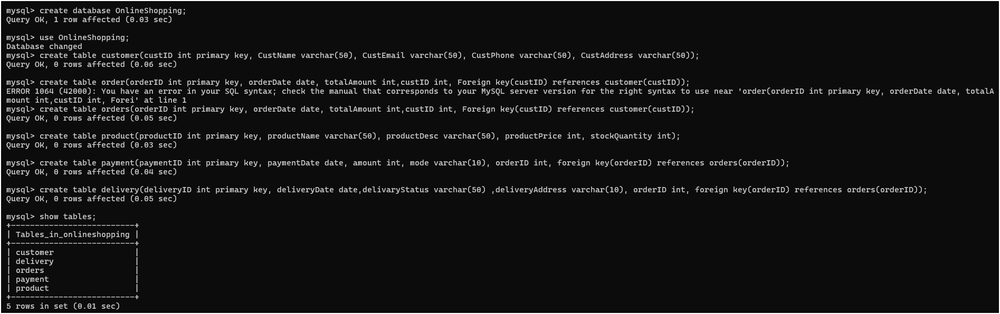 mysql> create database OnlineShopping;
Query OK, 1 row affected (0.03 sec)
mysql> use OnlineShopping;
Database changed
mysql> create table customer(custID int primary key, CustName varchar(50), CustEmail varchar(50), CustPhone varchar(50), CustAddress varchar(50));
Query OK, 0 rows affected (0.06 sec)
mysql> create table order(orderID int primary key, orderDate date, totalAmount int,custID int, Foreign key(custID) references customer(custID));
ERROR 1064 (42000): You have an error in your SQL syntax; check the manual that corresponds to your MySQL server version for the right syntax to use near 'order(orderID int primary key, orderDate date, totalA
mount int,custID int, Forei' at line 1
mysql> create table orders(orderID int primary key, orderDate date, totalAmount int,custID int, Foreign key(custID) references customer(custID));
Query OK, 0 rows affected (0.05 sec)
mysql> create table product(productID int primary key, productName varchar(50), productDesc varchar(50), productPrice int, stockQuantity int);
Query OK, 0 rows affected (0.03 sec)
mysql> create table payment(paymentID int primary key, paymentDate date, amount int, mode varchar(10), orderID int, foreign key(orderID) references orders(orderID));
Query OK, 0 rows affected (0.04 sec)
mysql> create table delivery(deliveryID int primary key, deliveryDate date,delivaryStatus varchar(50) ,deliveryAddress varchar(10), orderID int, foreign key(orderID) references orders(orderID));
Query OK, 0 rows affected (0.05 sec)
mysql> show tables;
+--------------------------+
| Tables_in_onlineshopping |
+--------------------------+
| customer                 |
| delivery                 |
| orders                   |
| payment                  |
| product                  |
+--------------------------+
5 rows in set (0.01 sec)